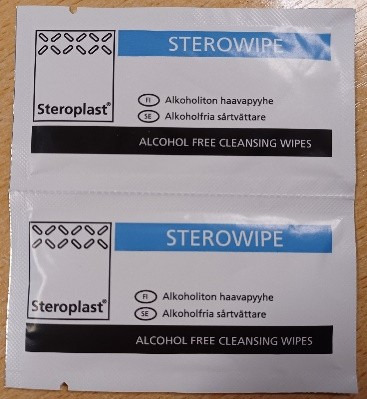 STEROWIPE
Steroplast®
FI Alkoholiton haavapyyhe
SE Alkoholfria sårtvättare
ALCOHOL FREE CLEANSING WIPES
STEROWIPE
Steroplast®
FI Alkoholiton haavapyyhe
SE Alkoholfria sårtvättare
ALCOHOL FREE CLEANSING WIPES